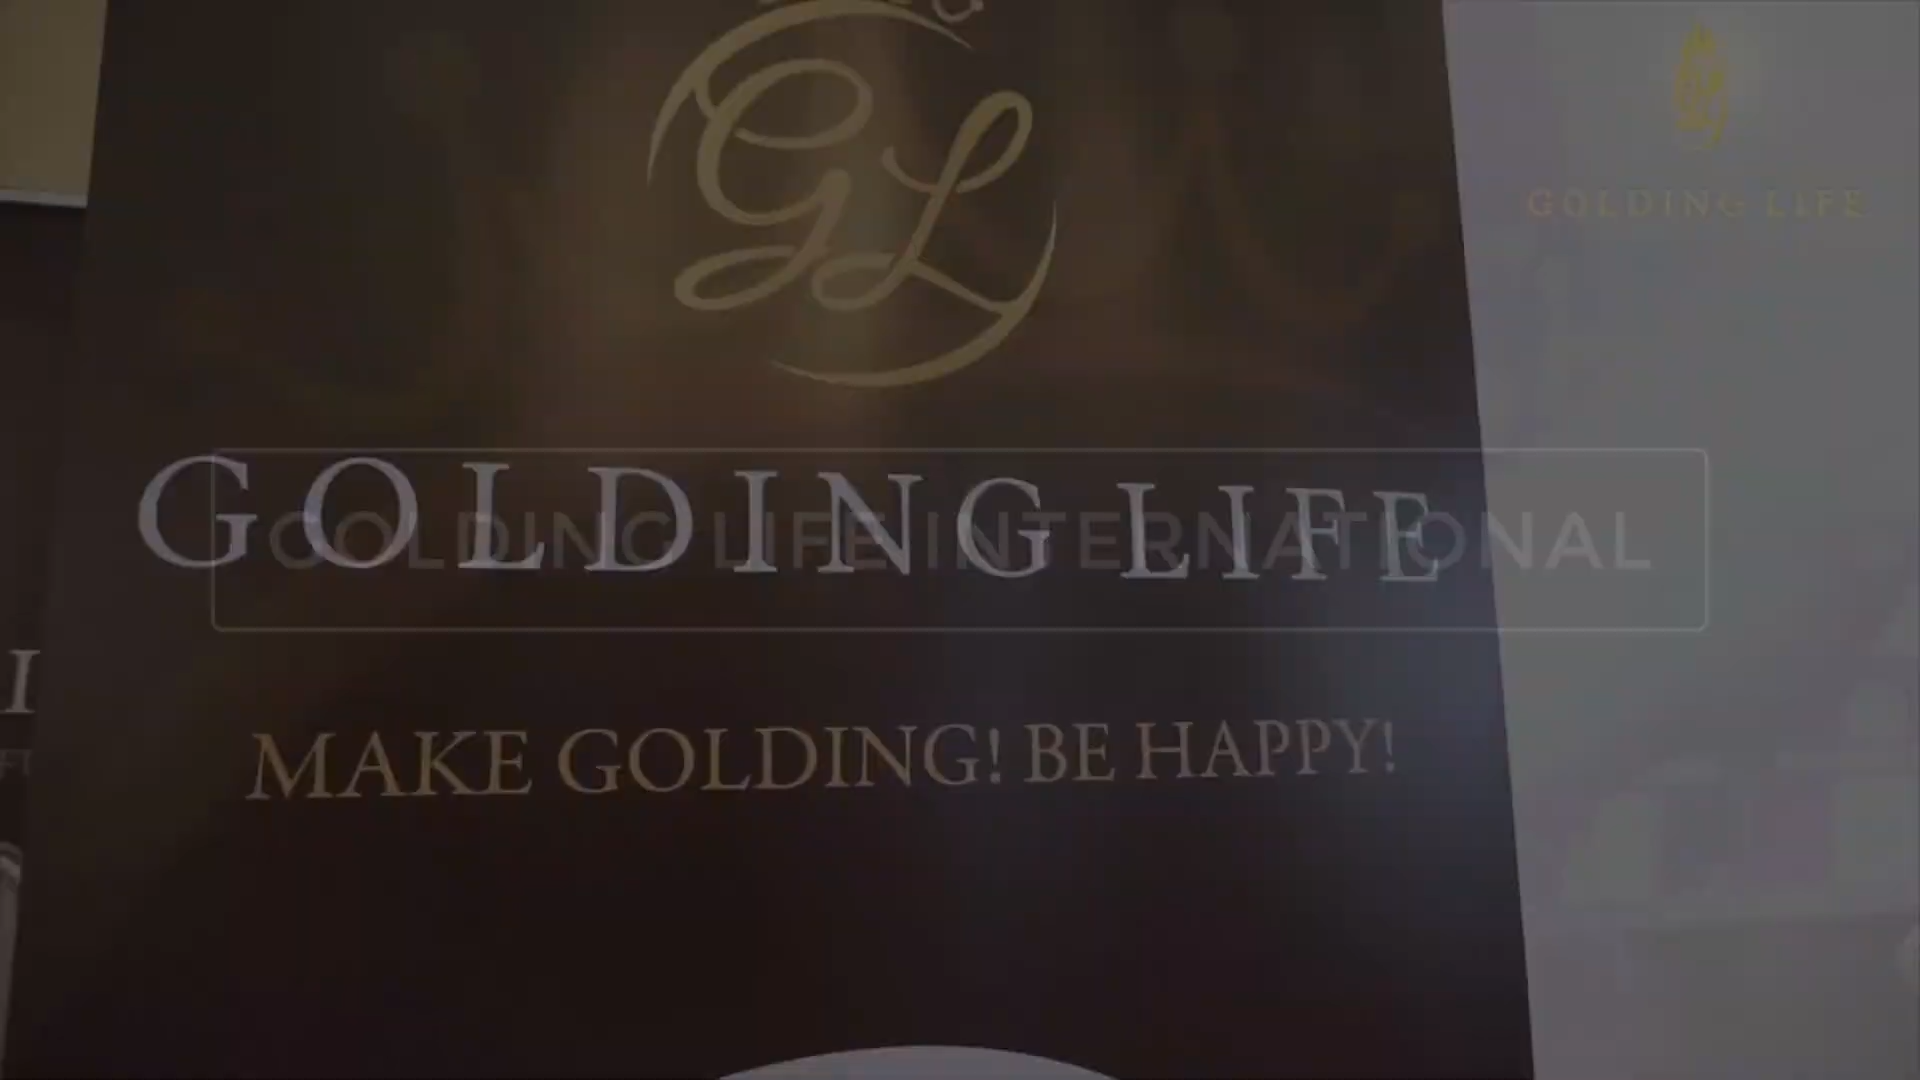 GL
GOLDING LIFE
GOLDING LIFE
GOLDING LIFE INTERNATIONAL
MAKE GOLDING! BE HAPPY!